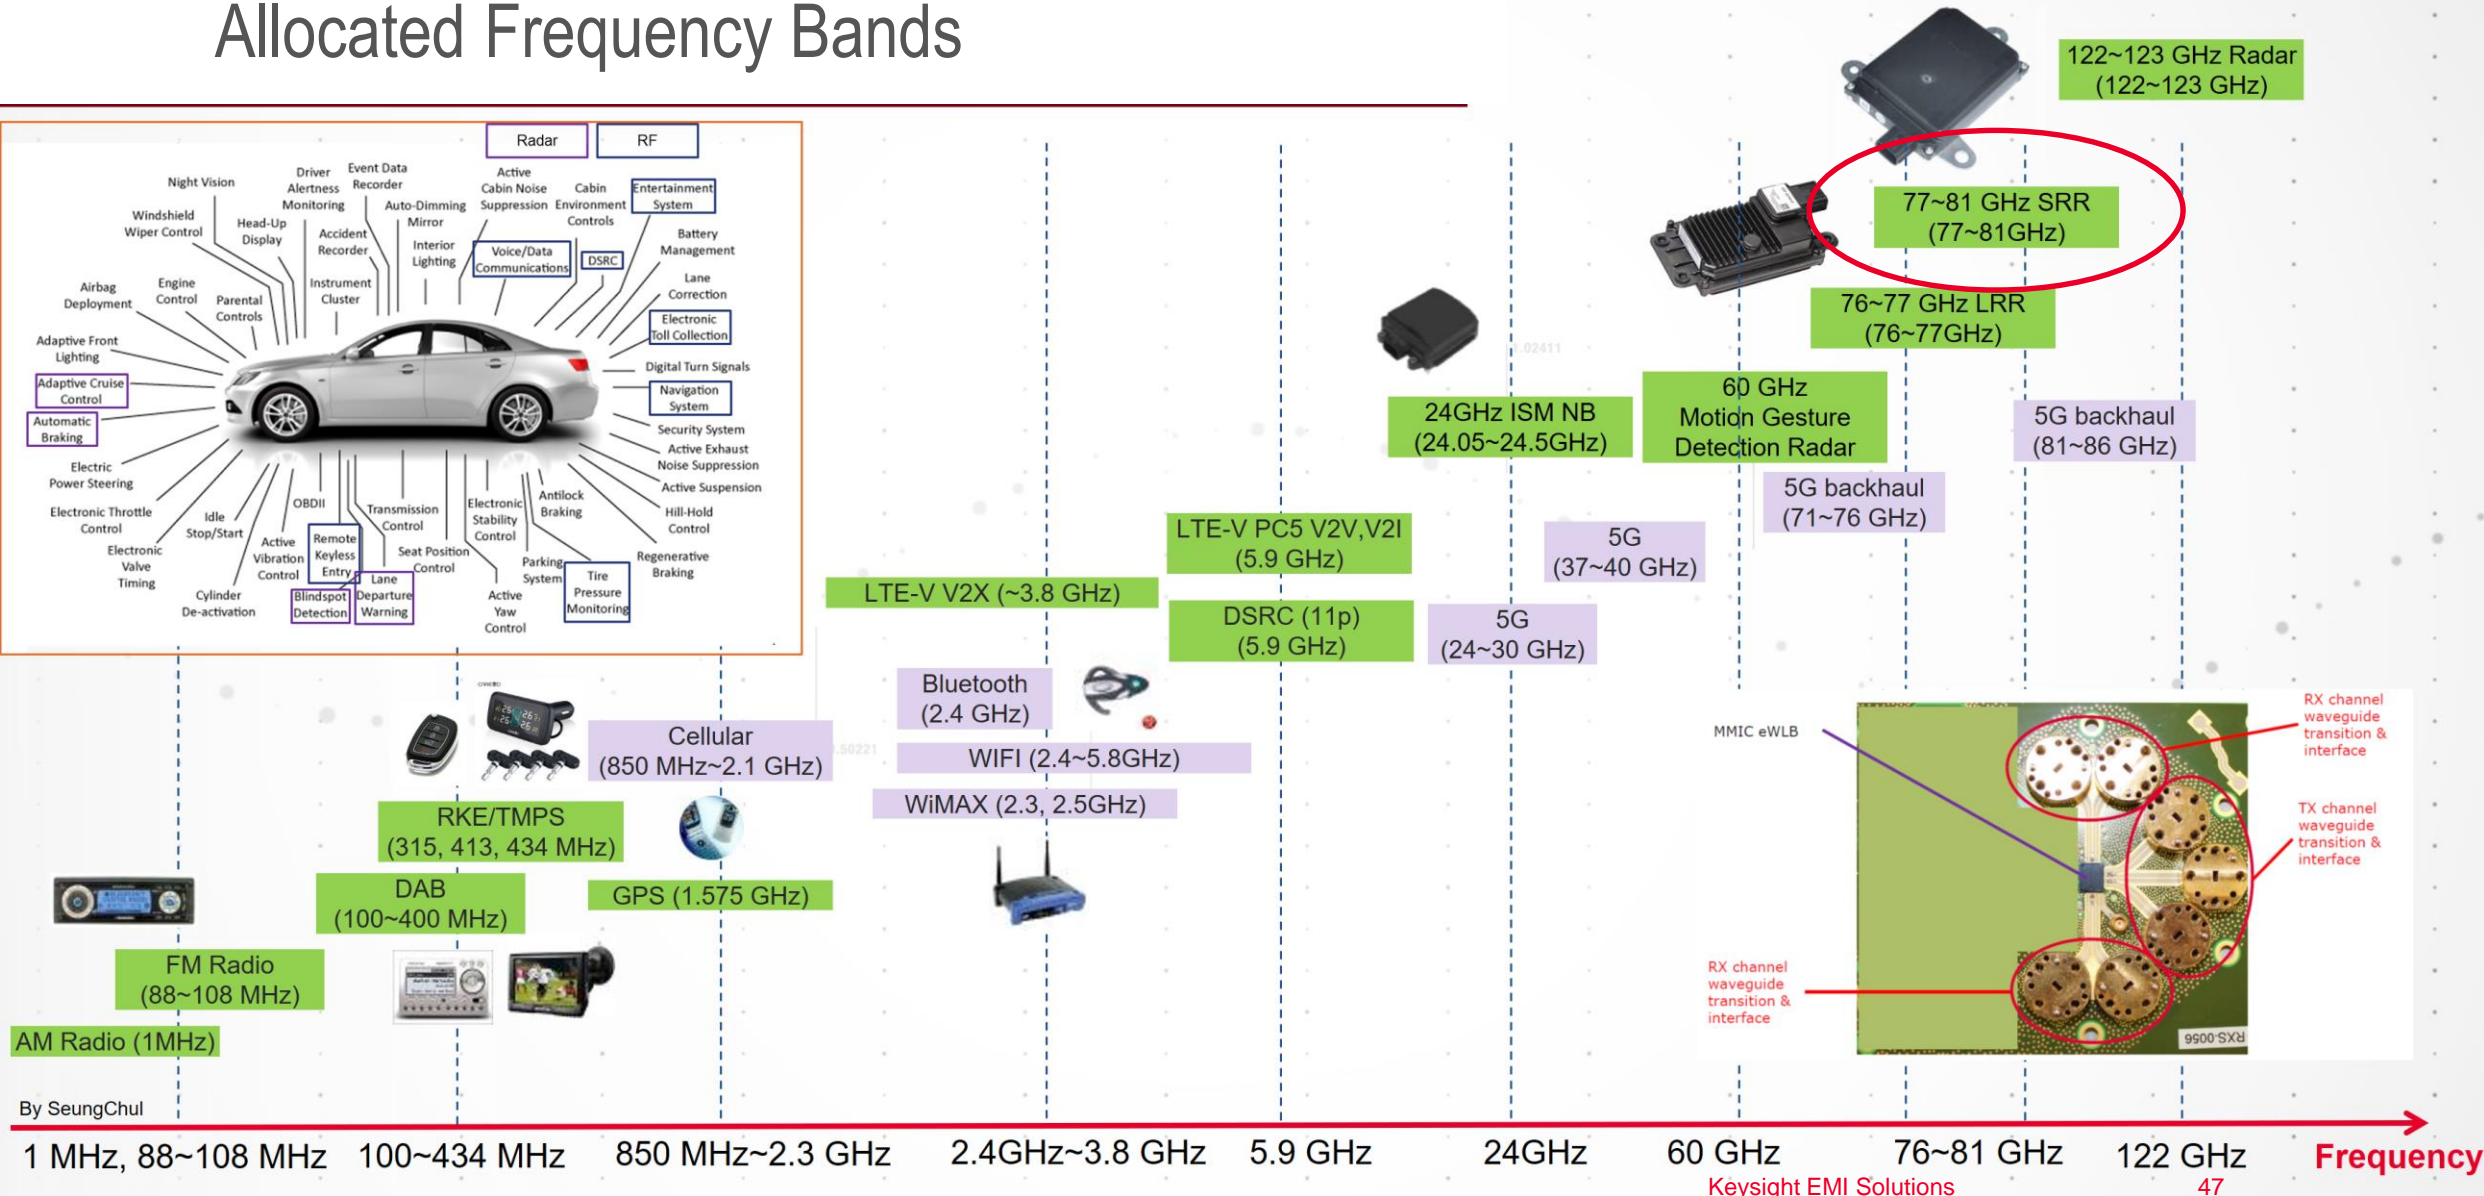 Allocated Frequency Bands
122~123 GHz Radar
(122~123 GHz)
Radar
RF
Night Vision
Driver
Alertness
Monitoring
Event Data
Recorder
Active
Cabin Noise
Suppression
Cabin
Environment
Controls
Entertainment
System
Windshield
Wiper Control
Head-Up
Display
Accident
Recorder
Auto-Dimming
Mirror
Interior
Lighting
Voice/Data
Communications
DSRC
Battery
Management
Airbag
Deployment
Engine
Control
Parental
Controls
Instrument
Cluster
Lane
Correction
Electronic
Toll Collection
Adaptive Front
Lighting
Digital Turn Signals
Adaptive Cruise
Control
Navigation
System
Automatic
Braking
Security System
Active Exhaust
Noise Suppression
Electric
Power Steering
Active Suspension
Electronic Throttle
Control
Idle
Stop/Start
OBDII
Transmission
Control
Electronic
Stability
Control
Antilock
Braking
Hill-Hold
Control
Electronic
Valve
Timing
Active
Vibration
Control
Remote
Keyless
Entry
Seat Position
Control
Parking
System
Regenerative
Braking
Cylinder
De-activation
Blindspot
Detection
Lane
Departure
Warning
Active
Yaw
Control
Tire
Pressure
Monitoring
77~81 GHz SRR
(77~81GHz)
76~77 GHz LRR
(76~77GHz)
1.02411
24GHz ISM NB
(24.05~24.5GHz)
60 GHz
Motion Gesture
Detection Radar
5G backhaul
(81~86 GHz)
5G backhaul
(71~76 GHz)
LTE-V PC5 V2V,V2I
(5.9 GHz)
5G
(37~40 GHz)
LTE-V V2X (~3.8 GHz)
DSRC (11p)
(5.9 GHz)
5G
(24~30 GHz)
Bluetooth
(2.4 GHz)
Cellular
(850 MHz~2.1 GHz)
.50221
WIFI (2.4~5.8GHz)
WiMAX (2.3, 2.5GHz)
RKE/TMPS
(315, 413, 434 MHz)
DAB
(100~400 MHz)
GPS (1.575 GHz)
FM Radio
(88~108 MHz)
AM Radio (1MHz)
MMIC eWLB
RX channel
waveguide
transition &
interface
TX channel
waveguide
transition &
interface
RX channel
waveguide
transition &
interface
RXS:0056
By SeungChul
1 MHz, 88~108 MHz
100~434 MHz
850 MHz~2.3 GHz
2.4GHz~3.8 GHz
5.9 GHz
24GHz
60 GHz
76~81 GHz
122 GHz
Frequency
Keysight EMI Solutions
47